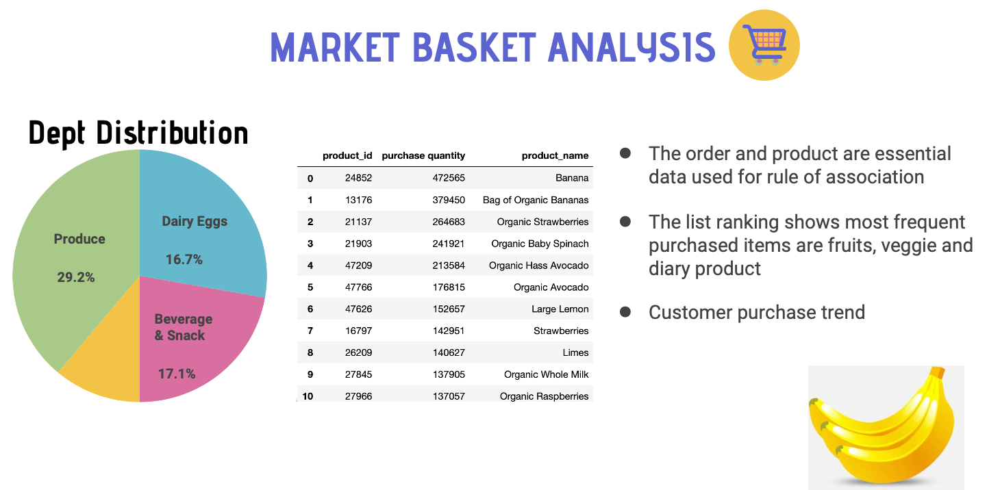 MARKET BASKET ANALYSIS
Dept Distribution
Produce
29.2%
Dairy Eggs
16.7%
Beverage
& Snack
17.1%
product_id purchase quantity product_name
0 24852 472565 Banana
1 13176 379450 Bag of Organic Bananas
2 21137 264683 Organic Strawberries
3 21903 241921 Organic Baby Spinach
4 47209 213584 Organic Hass Avocado
5 47766 176815 Organic Avocado
6 47626 152657 Large Lemon
7 16797 142951 Strawberries
8 26209 140627 Limes
9 27845 137905 Organic Whole Milk
10 27966 137057 Organic Raspberries
● The order and product are essential
data used for rule of association
● The list ranking shows most frequent
purchased items are fruits, veggie and
diary product
● Customer purchase trend